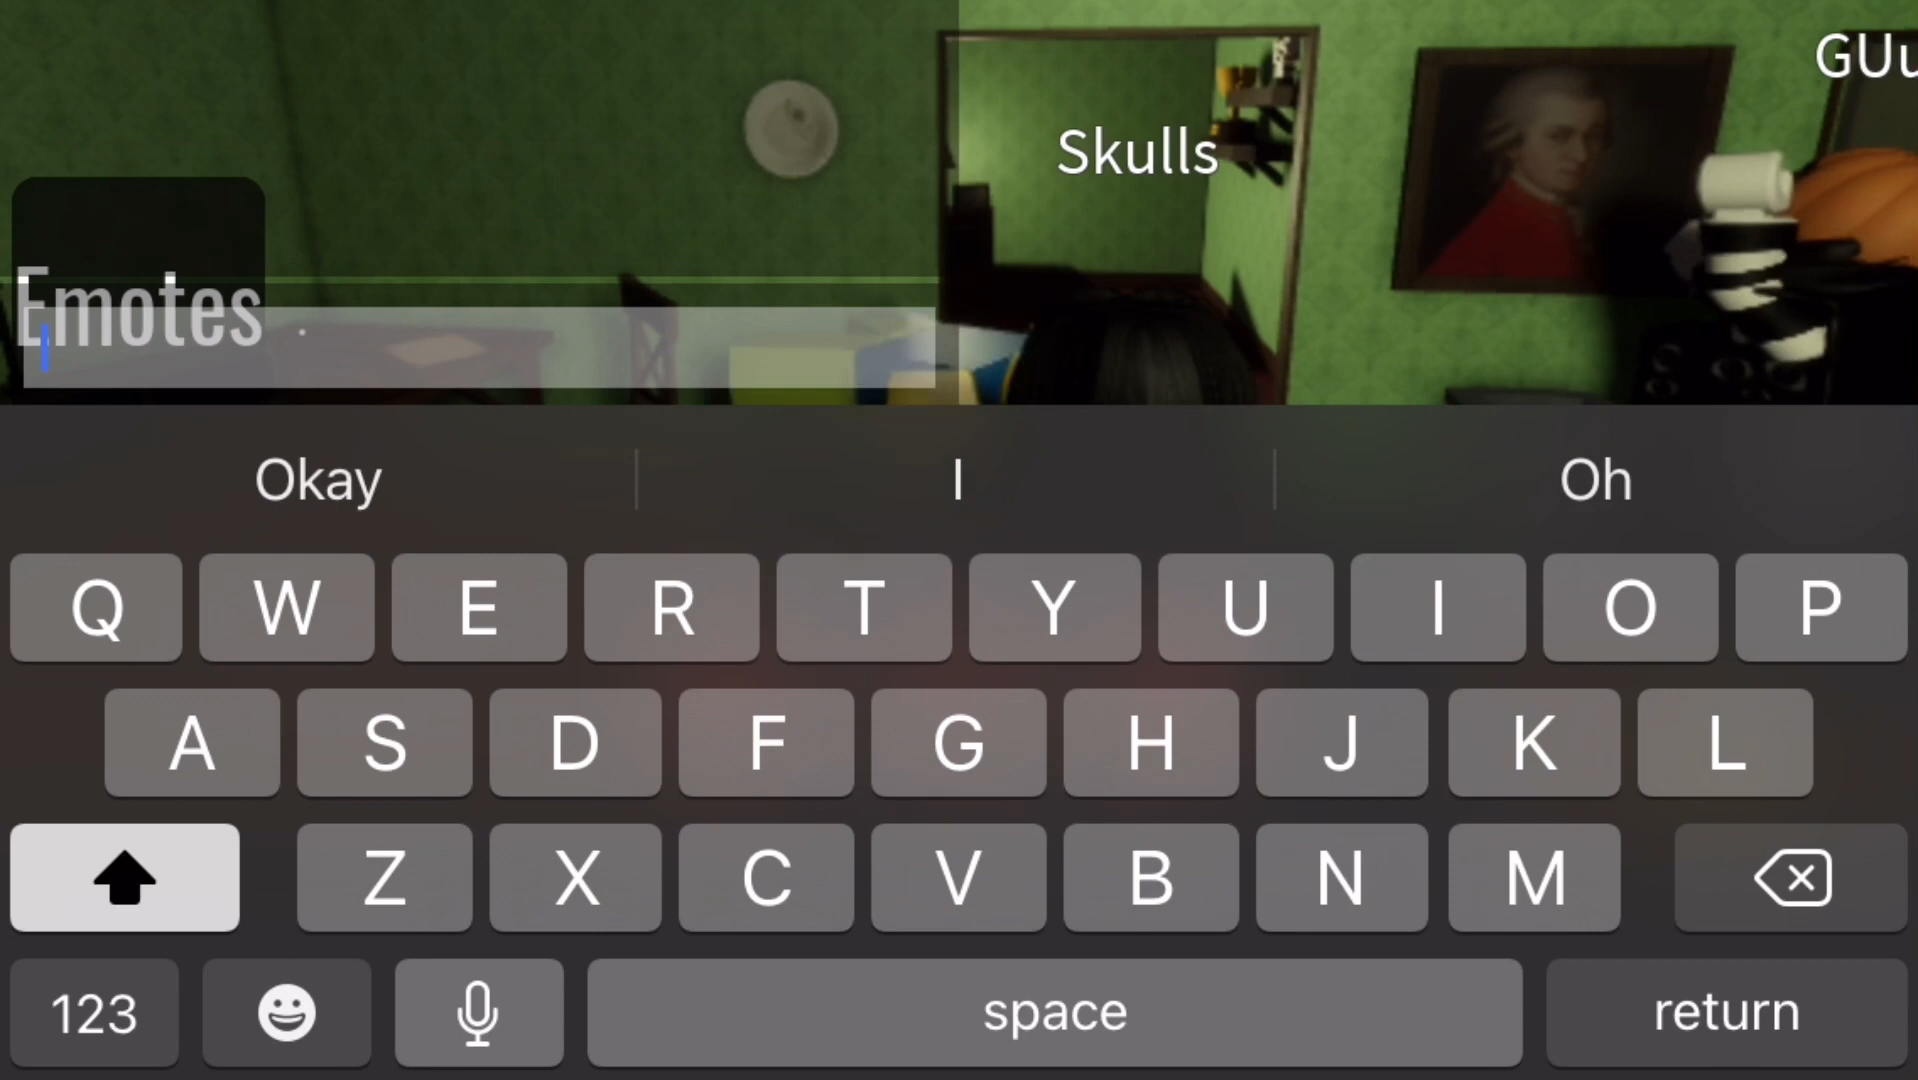 GUu
Skulls
Emotes
Okay
I
Oh
Q W E R T Y U I O P
A S D F G H J K L
Z X C V B N M
123
space
return